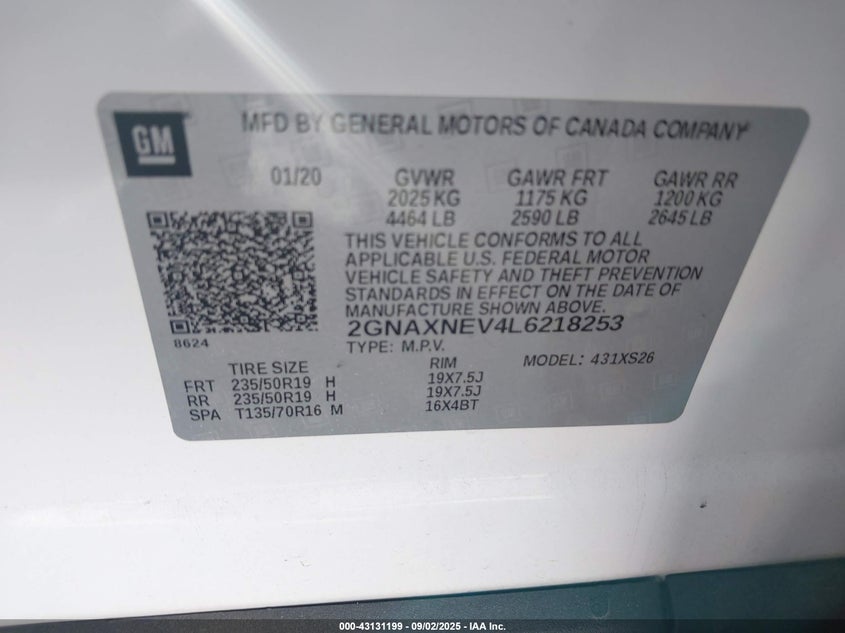 GM
MFD BY GENERAL MOTORS OF CANADA COMPANY
01/20 GVWR GAWR FRT GAWR RR
2025 KG 1175 KG 1200 KG
4464 LB 2590 LB 2645 LB
THIS VEHICLE CONFORMS TO ALL
APPLICABLE U.S. FEDERAL MOTOR
VEHICLE SAFETY AND THEFT PREVENTION
STANDARDS IN EFFECT ON THE DATE OF
MANUFACTURE SHOWN ABOVE.
8624 2GNAXNEV4L6218253
TYPE: M.P.V. MODEL: 431XS26
TIRE SIZE RIM
FRT 235/50R19 H 19X7.5J
RR 235/50R19 H 19X7.5J
SPA T135/70R16 M 16X4BT
000-43131199 - 09/02/2025 - IAA Inc.